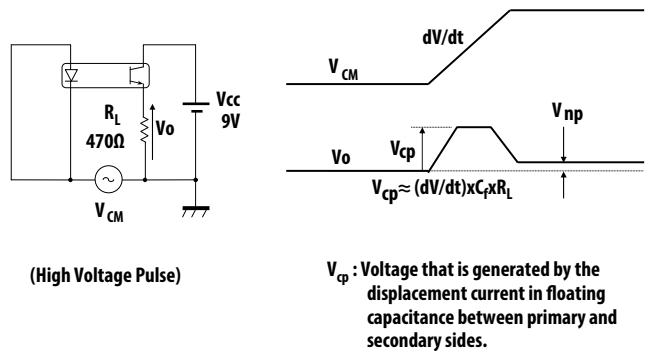 R_L
470Ω
Vo
Vcc
9V
V_CM
(High Voltage Pulse)
dV/dt
V_CM
V_np
V_cp
Vo
V_cp≈ (dV/dt)xC_fxR_L
V_cp : Voltage that is generated by the
displacement current in floating
capacitance between primary and
secondary sides.